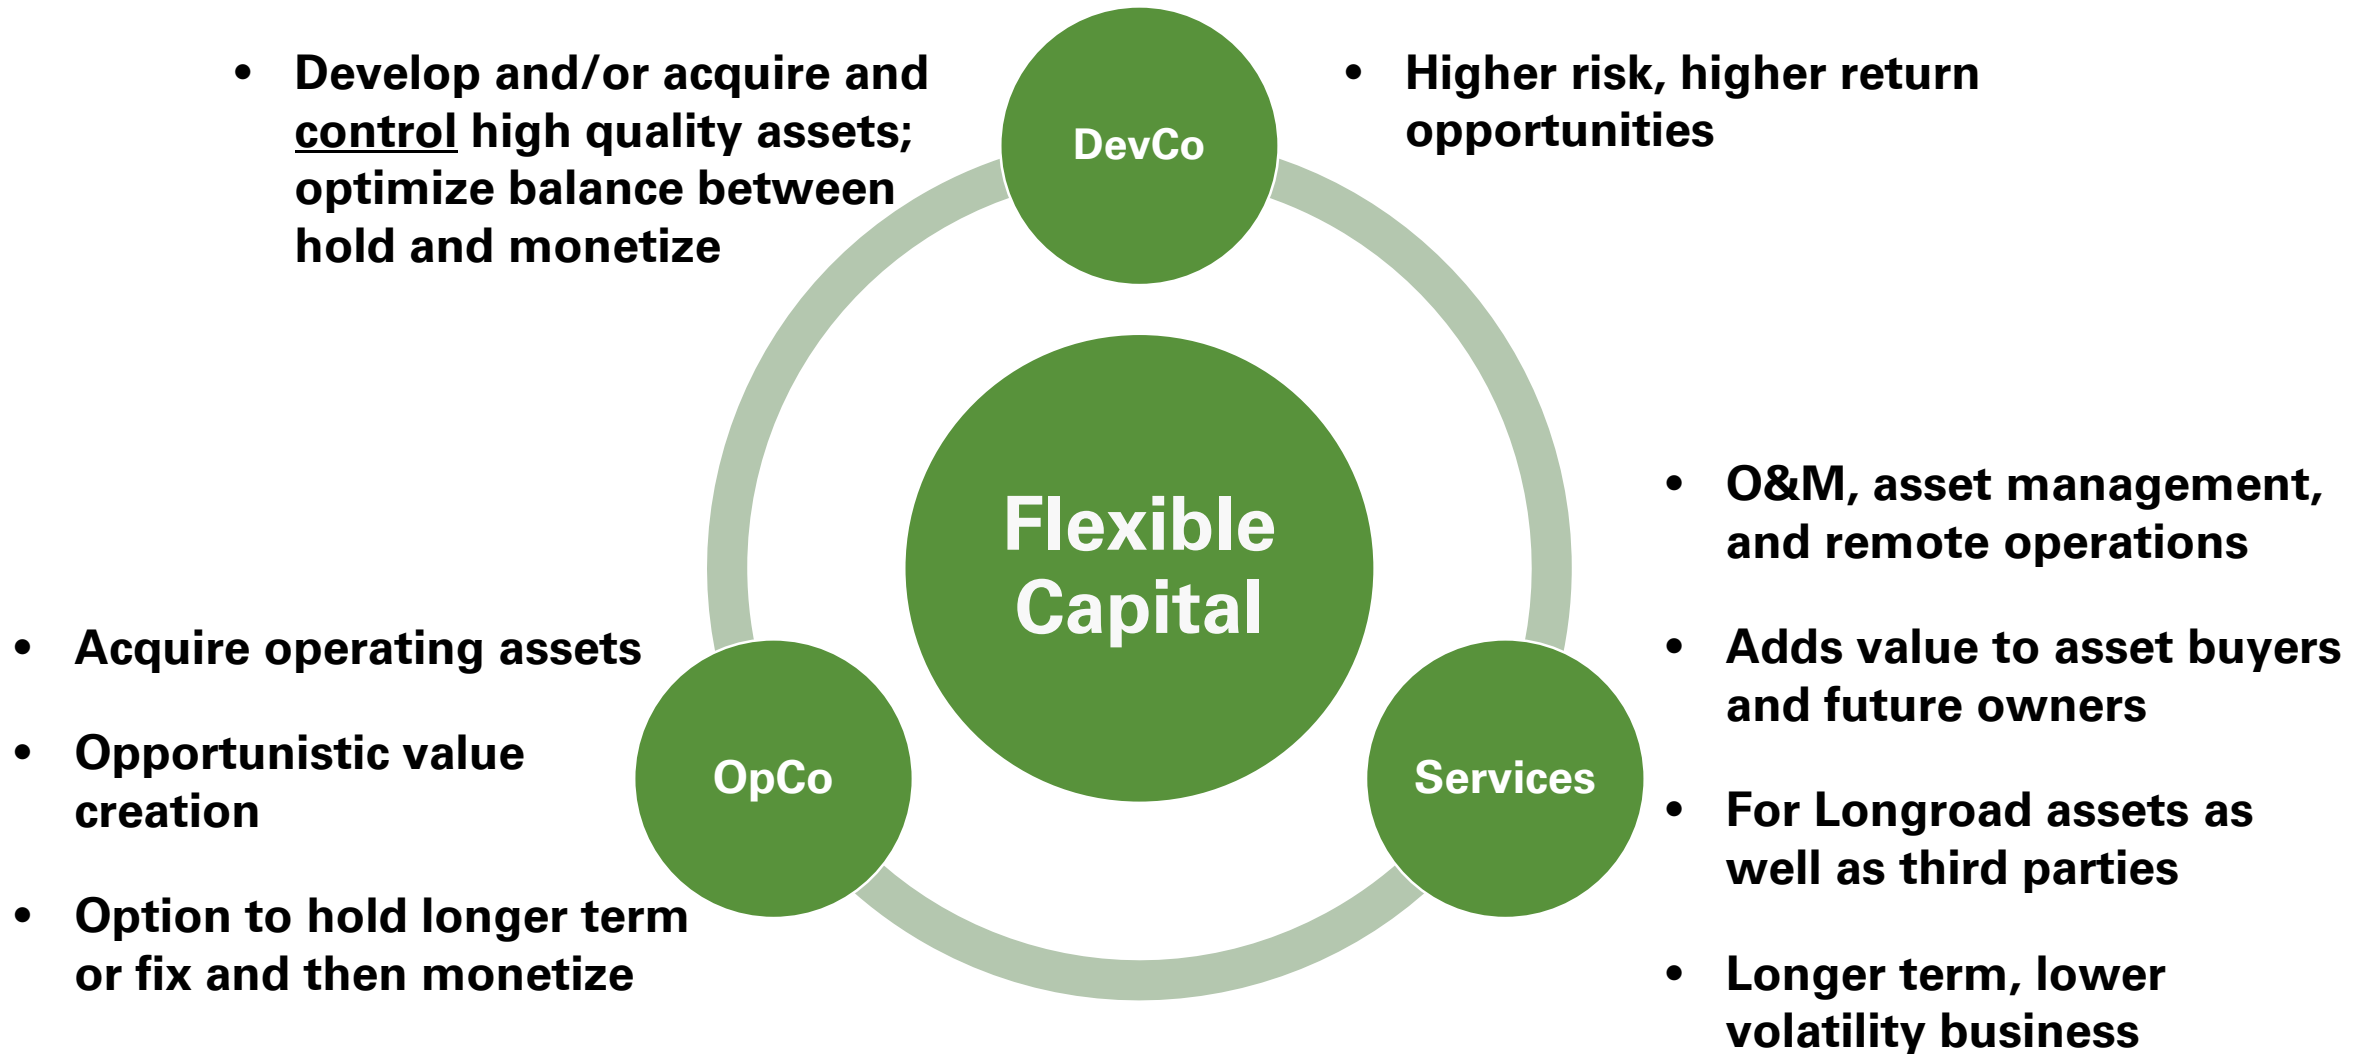 • Develop and/or acquire and
control high quality assets;
optimize balance between
hold and monetize
DevCo
• Higher risk, higher return
opportunities
Flexible
Capital
• O&M, asset management,
and remote operations
• Adds value to asset buyers
and future owners
• For Longroad assets as
well as third parties
• Longer term, lower
volatility business
Services
• Acquire operating assets
• Opportunistic value
creation
• Option to hold longer term
or fix and then monetize
OpCo